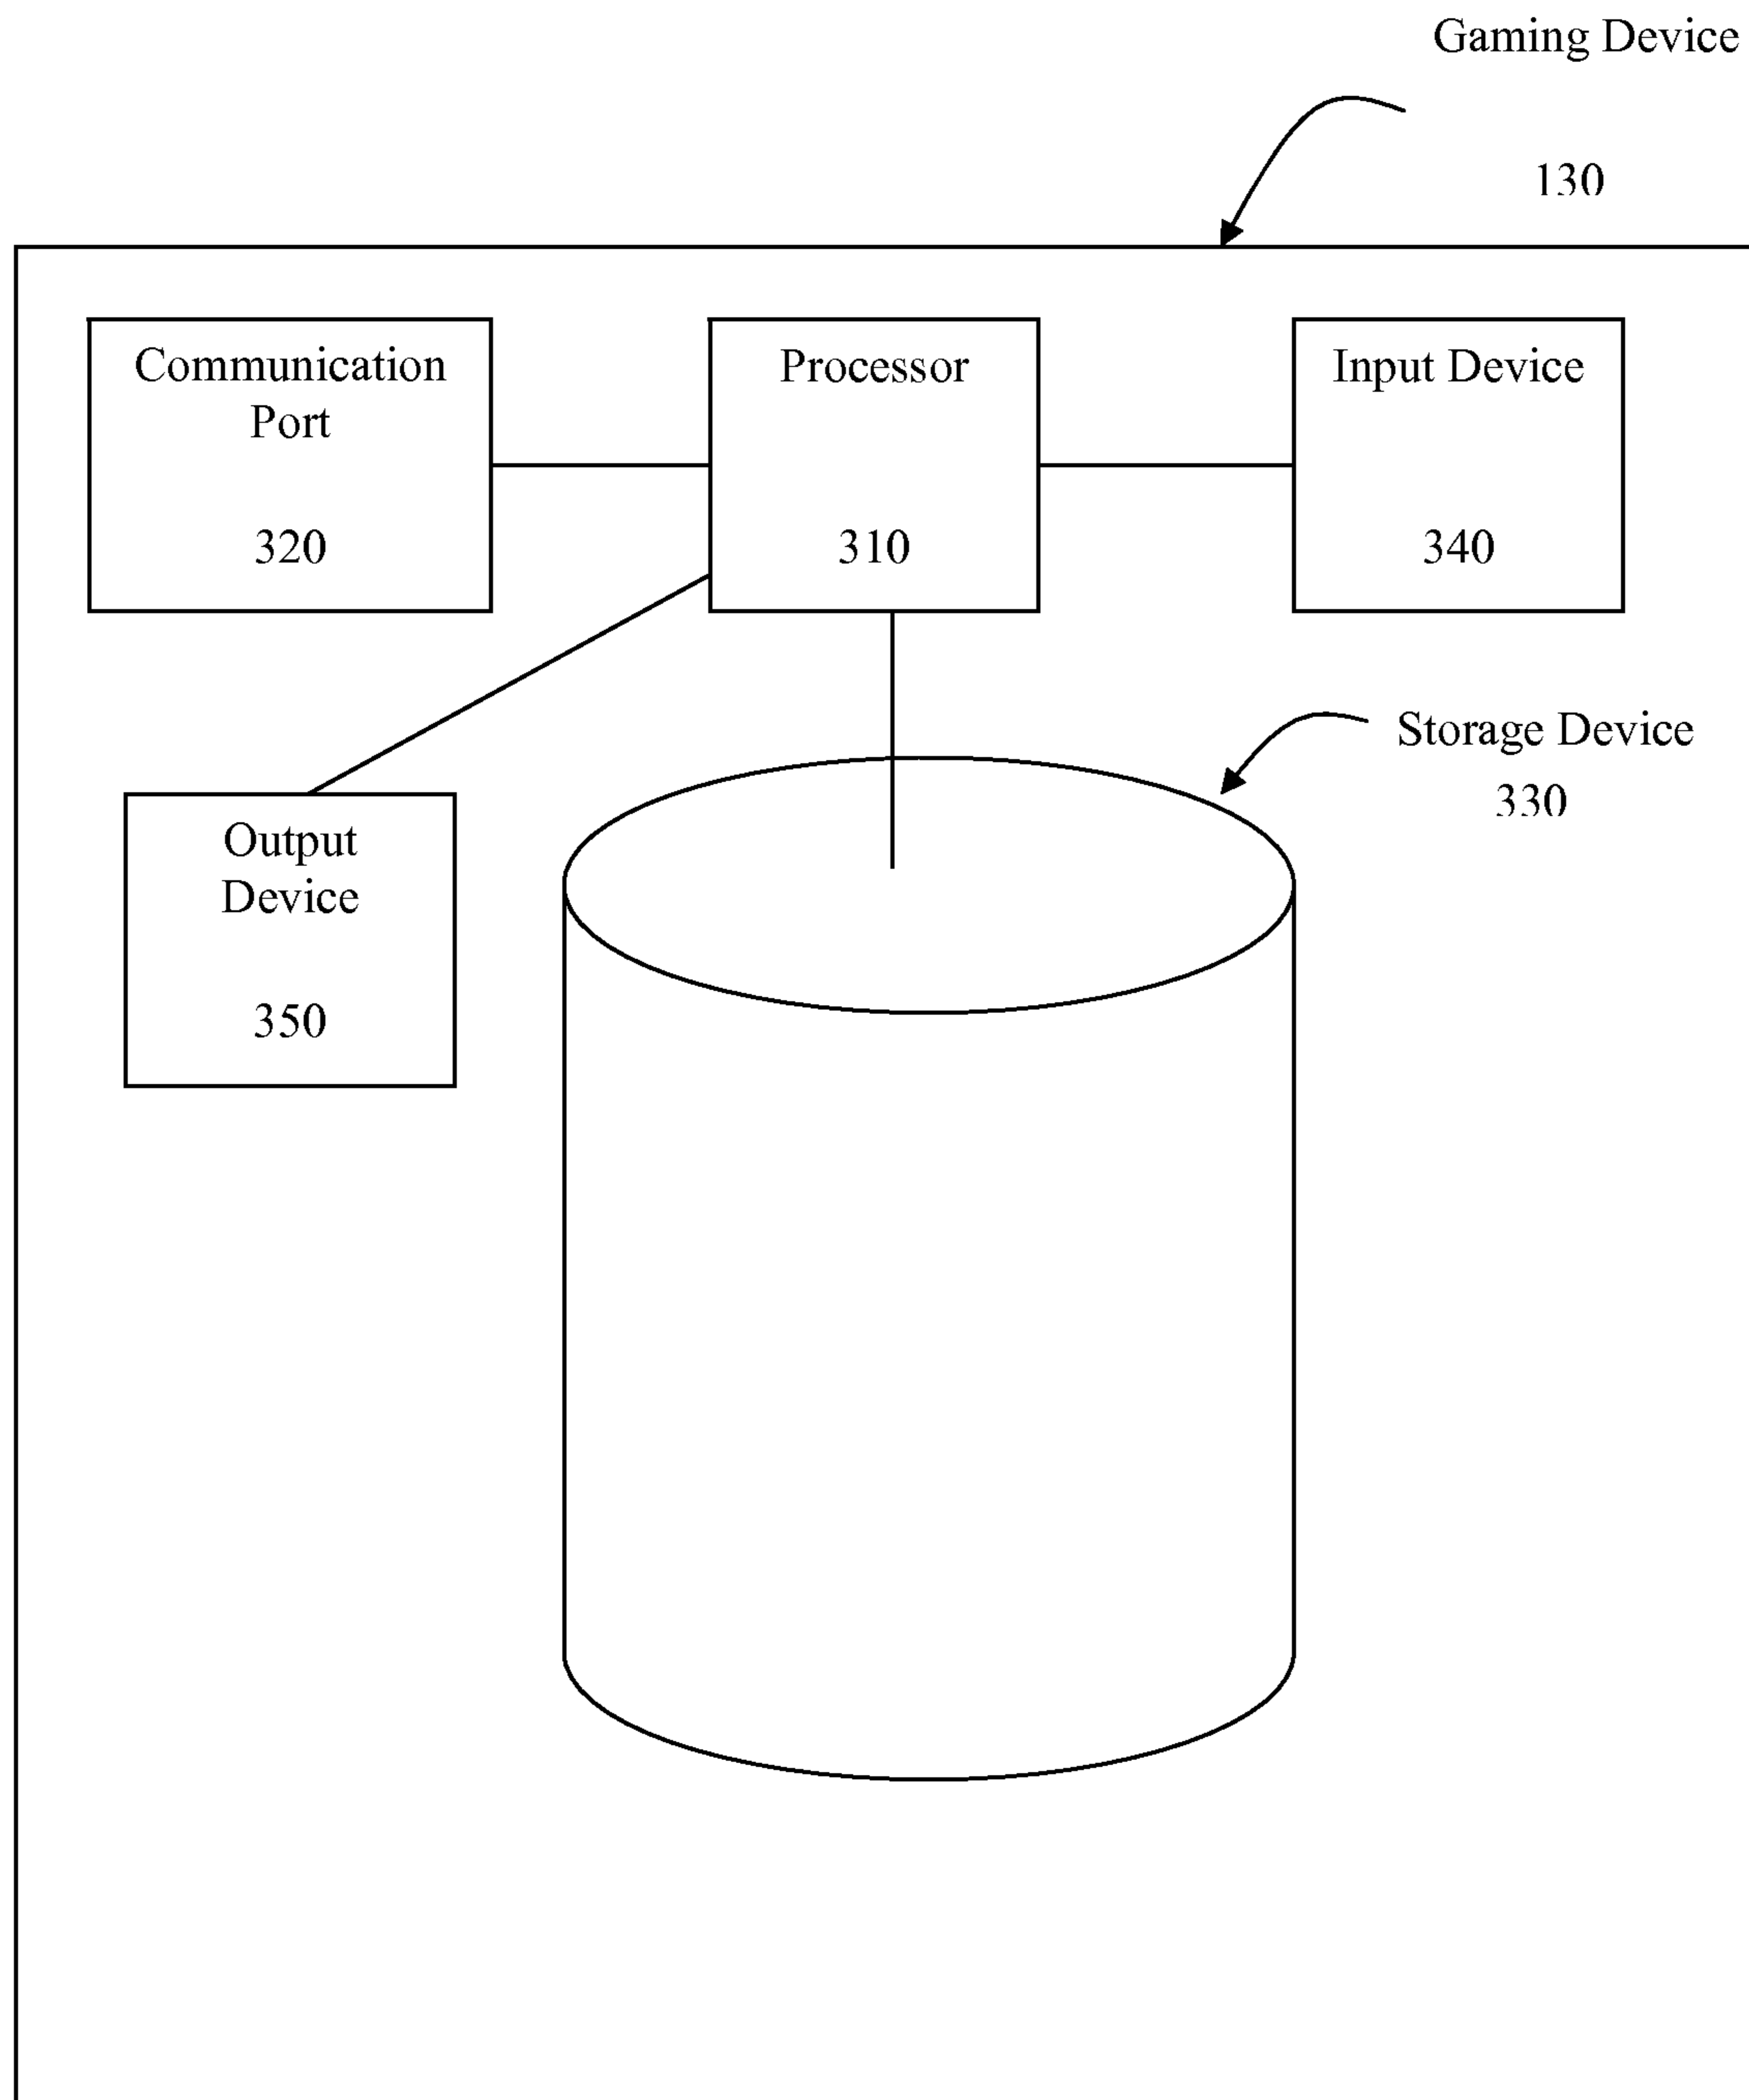 Gaming Device
130
Communication
Port
320
Processor
310
Input Device
340
Storage Device
330
Output
Device
350